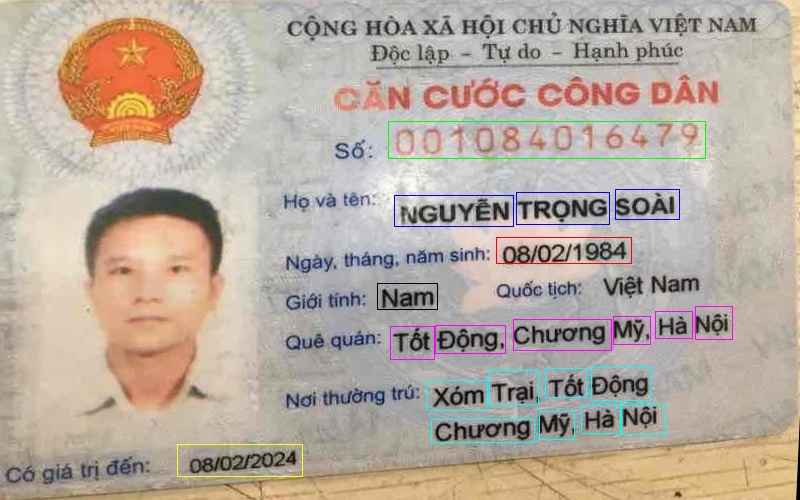 CỘNG HÒA XÃ HỘI CHỦ NGHĨA VIỆT NAM
Độc lập - Tự do - Hạnh phúc
CĂN CƯỚC CÔNG DÂN
Số: 001084016479
Họ và tên: NGUYỄN TRỌNG SOÀI
Ngày, tháng, năm sinh: 08/02/1984
Giới tính: Nam Quốc tịch: Việt Nam
Quê quán: Tốt Động, Chương Mỹ, Hà Nội
Nơi thường trú: Xóm Trại, Tốt Động
Chương Mỹ, Hà Nội
Có giá trị đến: 08/02/2024